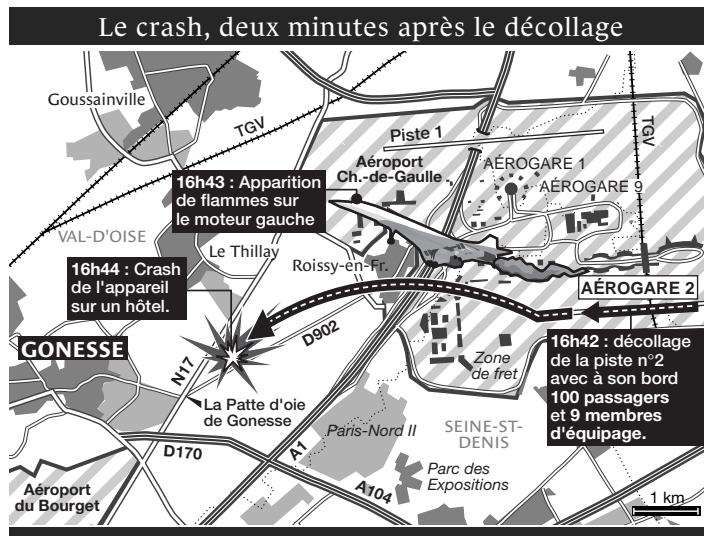 Le crash, deux minutes après le décollage
Goussainville
TGV
Piste 1
TGV
Aéroport
Ch.-de-Gaulle
AÉROGARE 1
AÉROGARE 9
16h43 : Apparition
de flammes sur
le moteur gauche
VAL-D'OISE
Le Thillay
Roissy-en-Fr.
16h44 : Crash
de l'appareil
sur un hôtel.
AÉROGARE 2
GONESSE
N17
D902
16h42 : décollage
de la piste n°2
avec à son bord
100 passagers
et 9 membres
d'équipage.
Zone
de fret
La Patte d'oie
de Gonesse
Paris-Nord II
SEINE-ST-
DENIS
D170
A1
A104
Parc des
Expositions
Aéroport
du Bourget
1 km